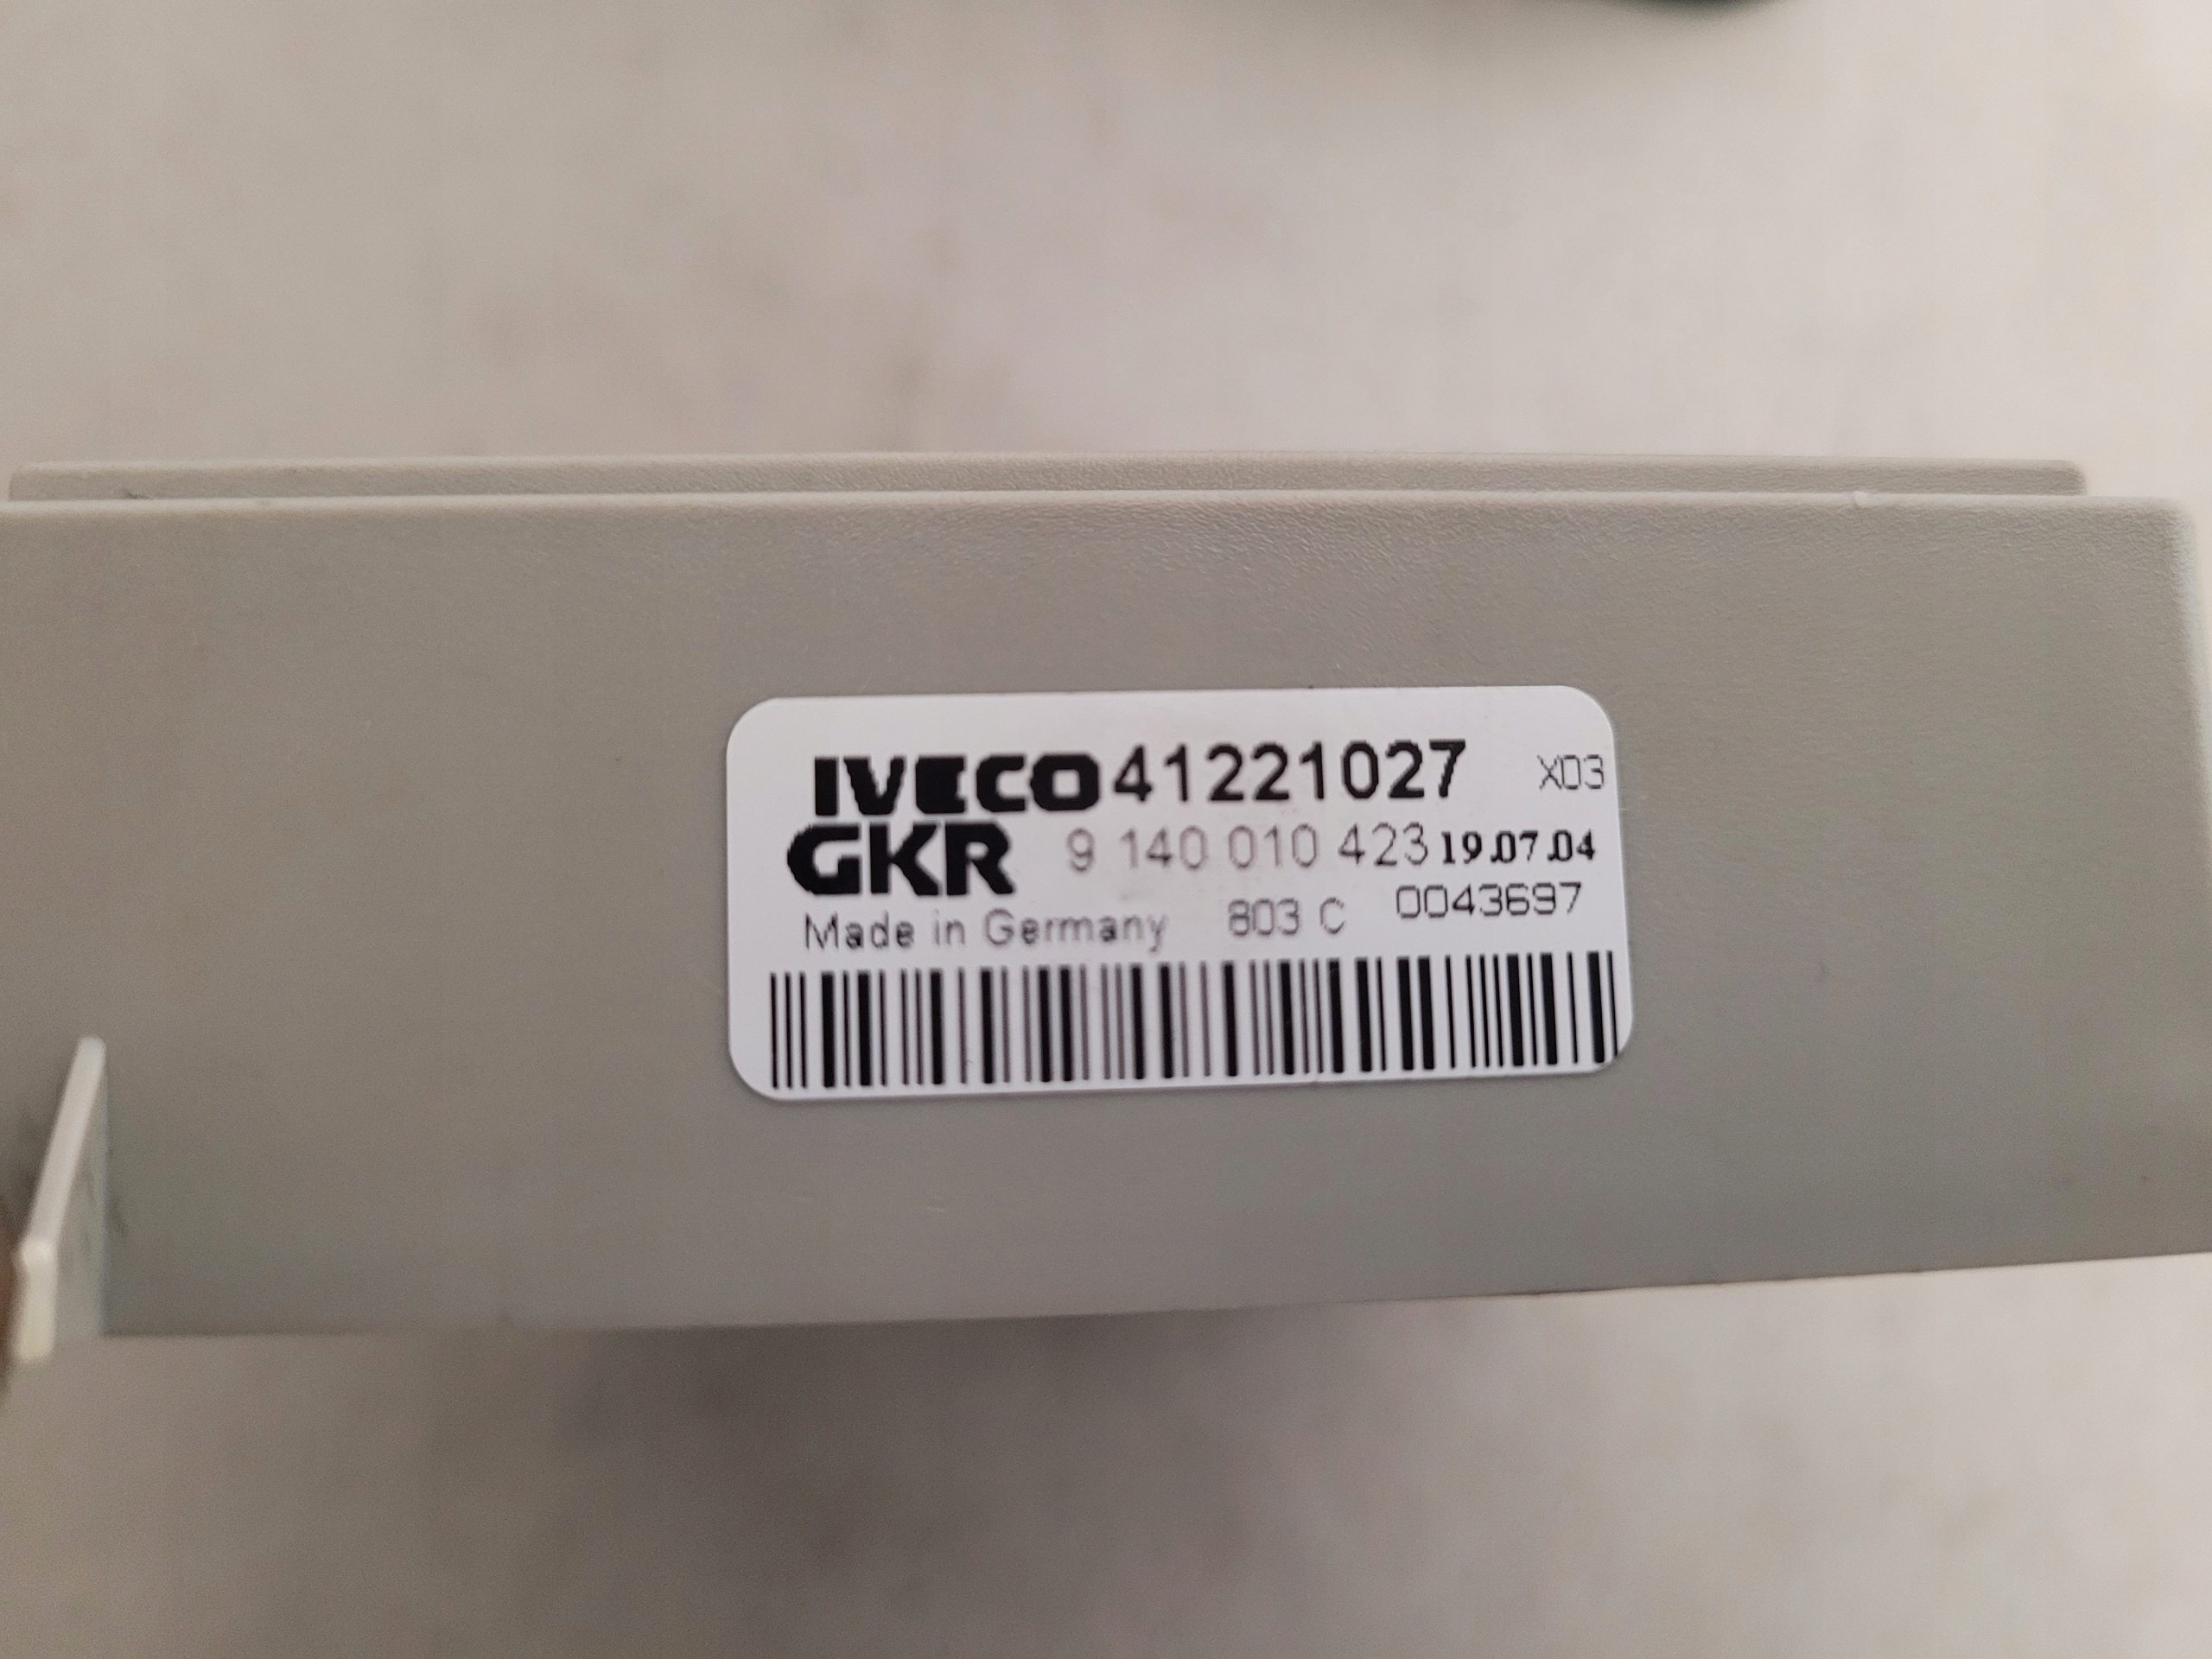 IVECO 41221027 X03
GKR 9 140 010 423 19.07.04
Made in Germany 803 C 0043697